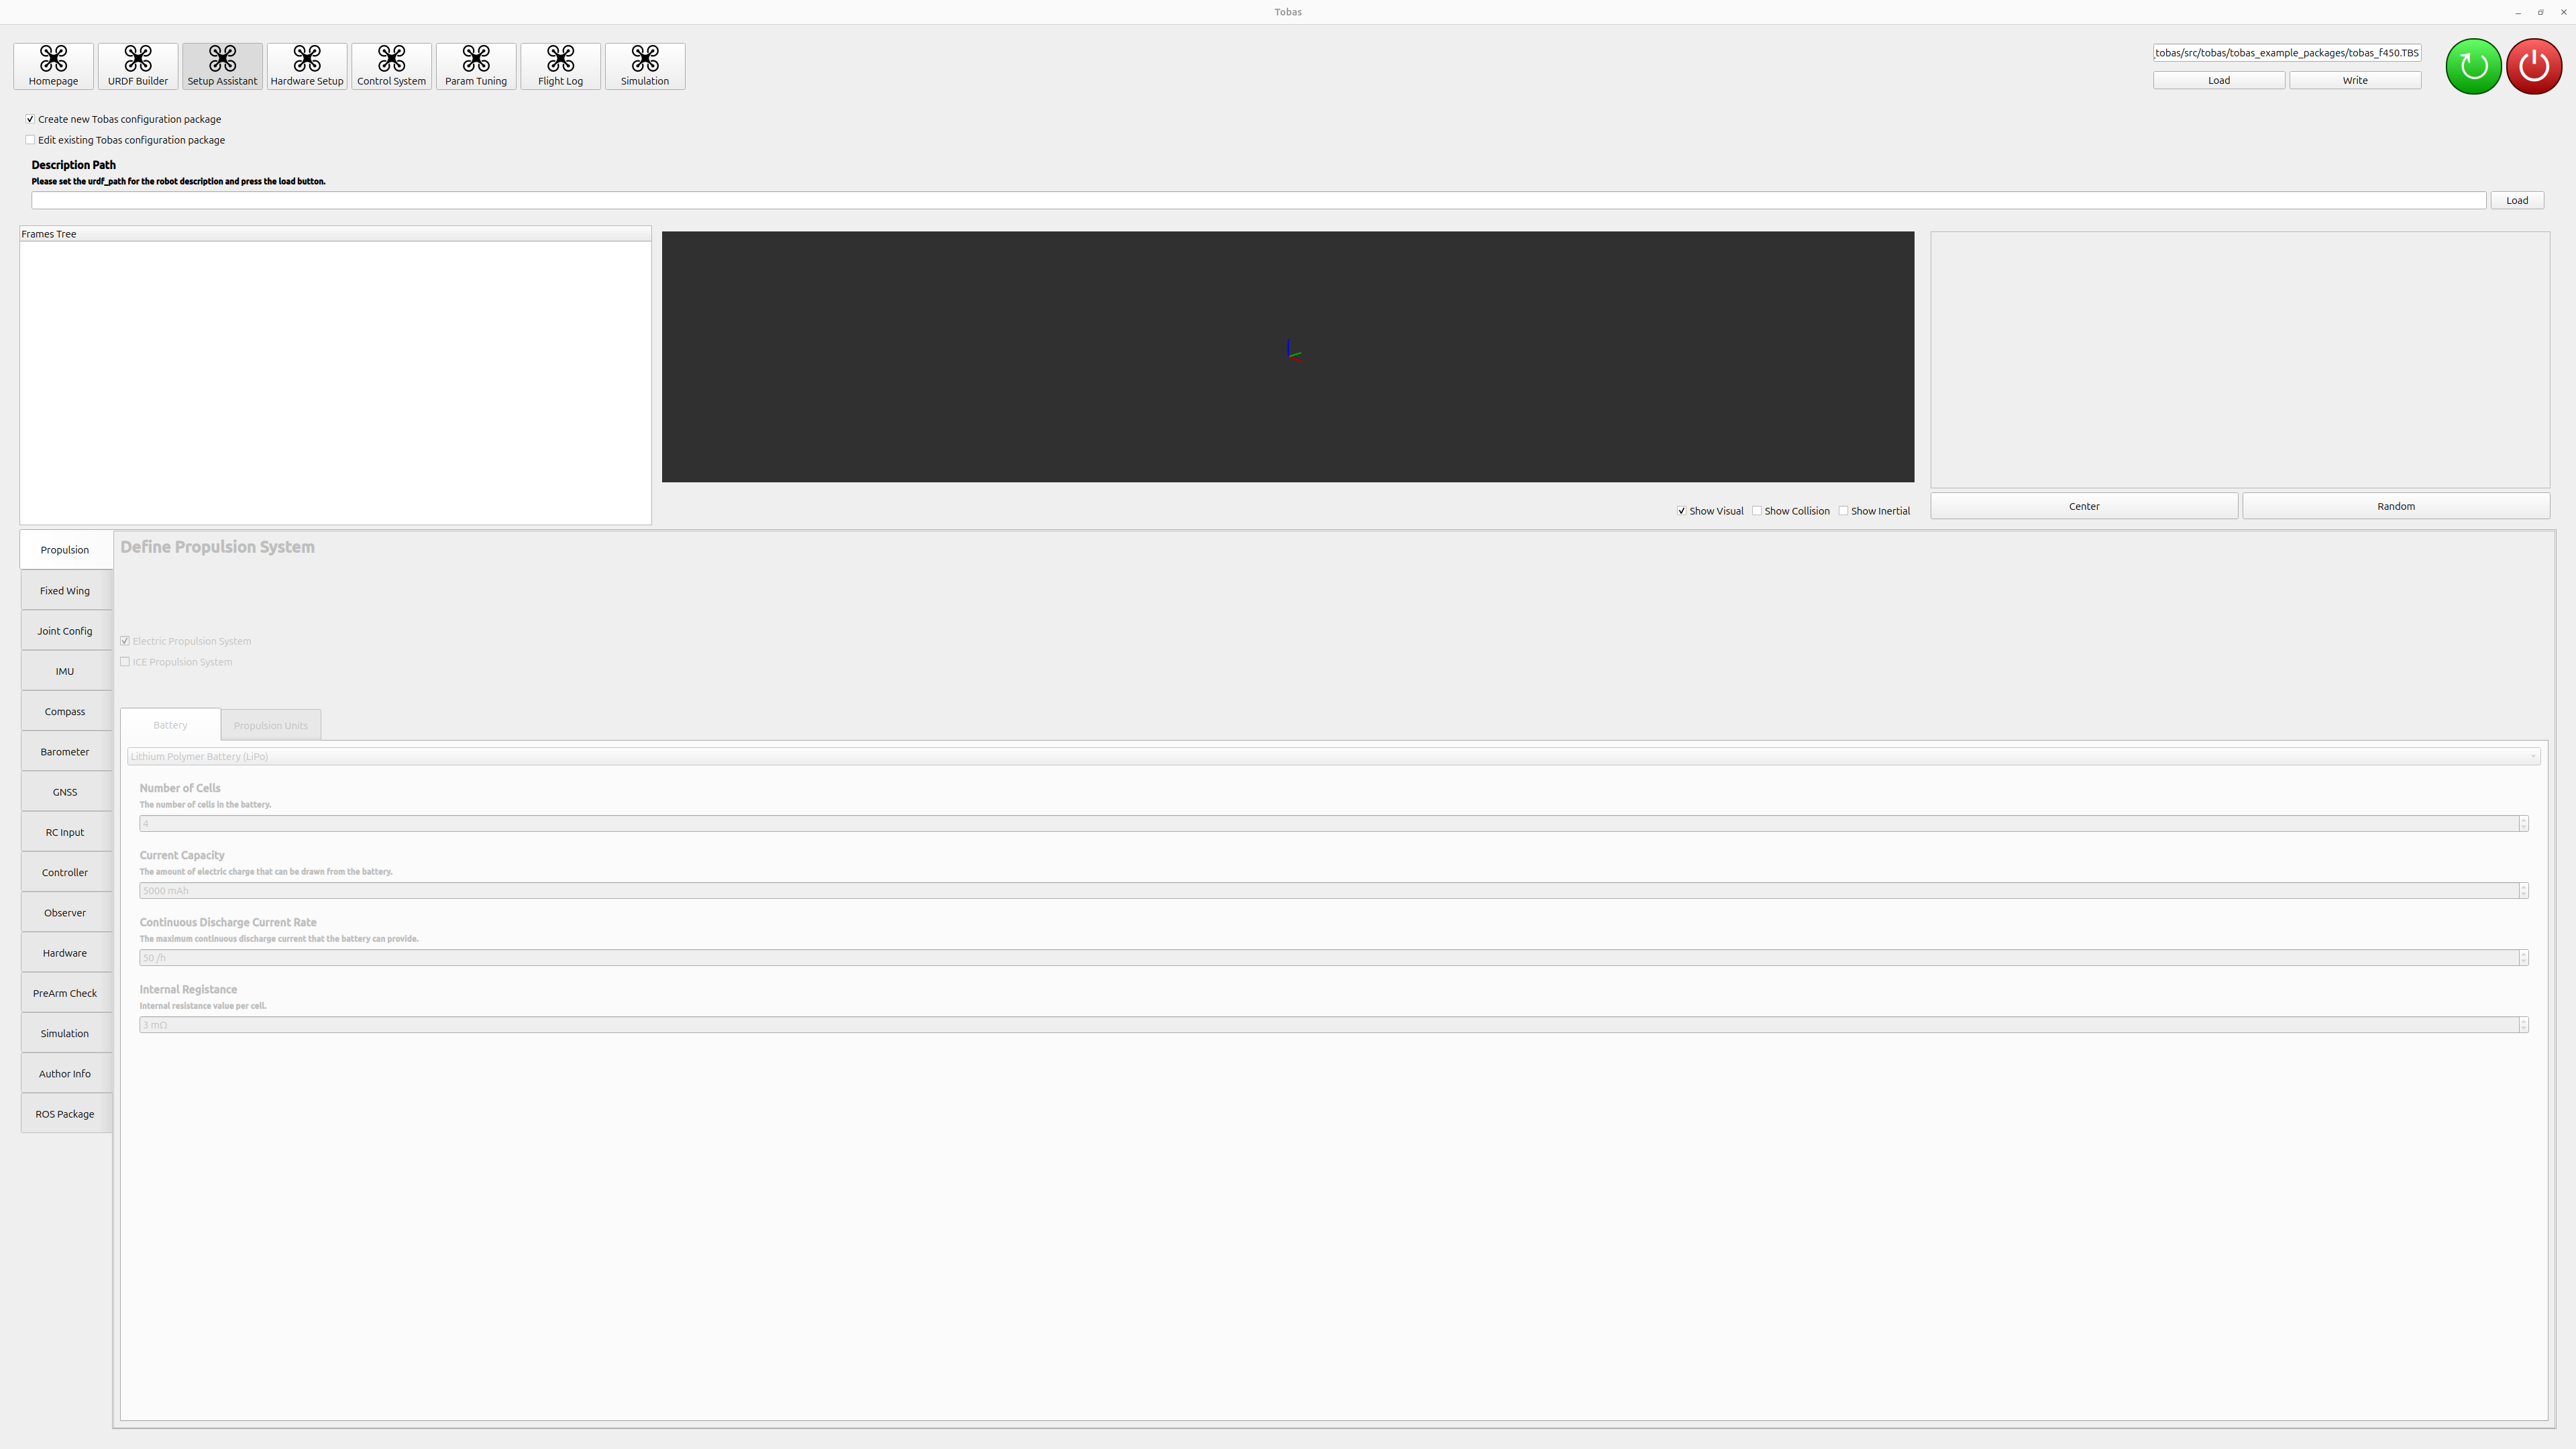 Tobas
Homepage
URDF Builder
Setup Assistant
Hardware Setup
Control System
Param Tuning
Flight Log
Simulation
tobas/src/tobas/tobas_example_packages/tobas_f450.TBS
Load
Write
Create new Tobas configuration package
Edit existing Tobas configuration package
Description Path
Please set the urdf_path for the robot description and press the load button.
Load
Frames Tree
Show Visual
Show Collision
Show Inertial
Center
Random
Propulsion
Fixed Wing
Joint Config
IMU
Compass
Barometer
GNSS
RC Input
Controller
Observer
Hardware
PreArm Check
Simulation
Author Info
ROS Package
Define Propulsion System
Electric Propulsion System
ICE Propulsion System
Battery
Propulsion Units
Lithium Polymer Battery (LiPo)
Number of Cells
The number of cells in the battery.
4
Current Capacity
The amount of electric charge that can be drawn from the battery.
5000 mAh
Continuous Discharge Current Rate
The maximum continuous discharge current that the battery can provide.
50 /h
Internal Registance
Internal resistance value per cell.
3 mΩ